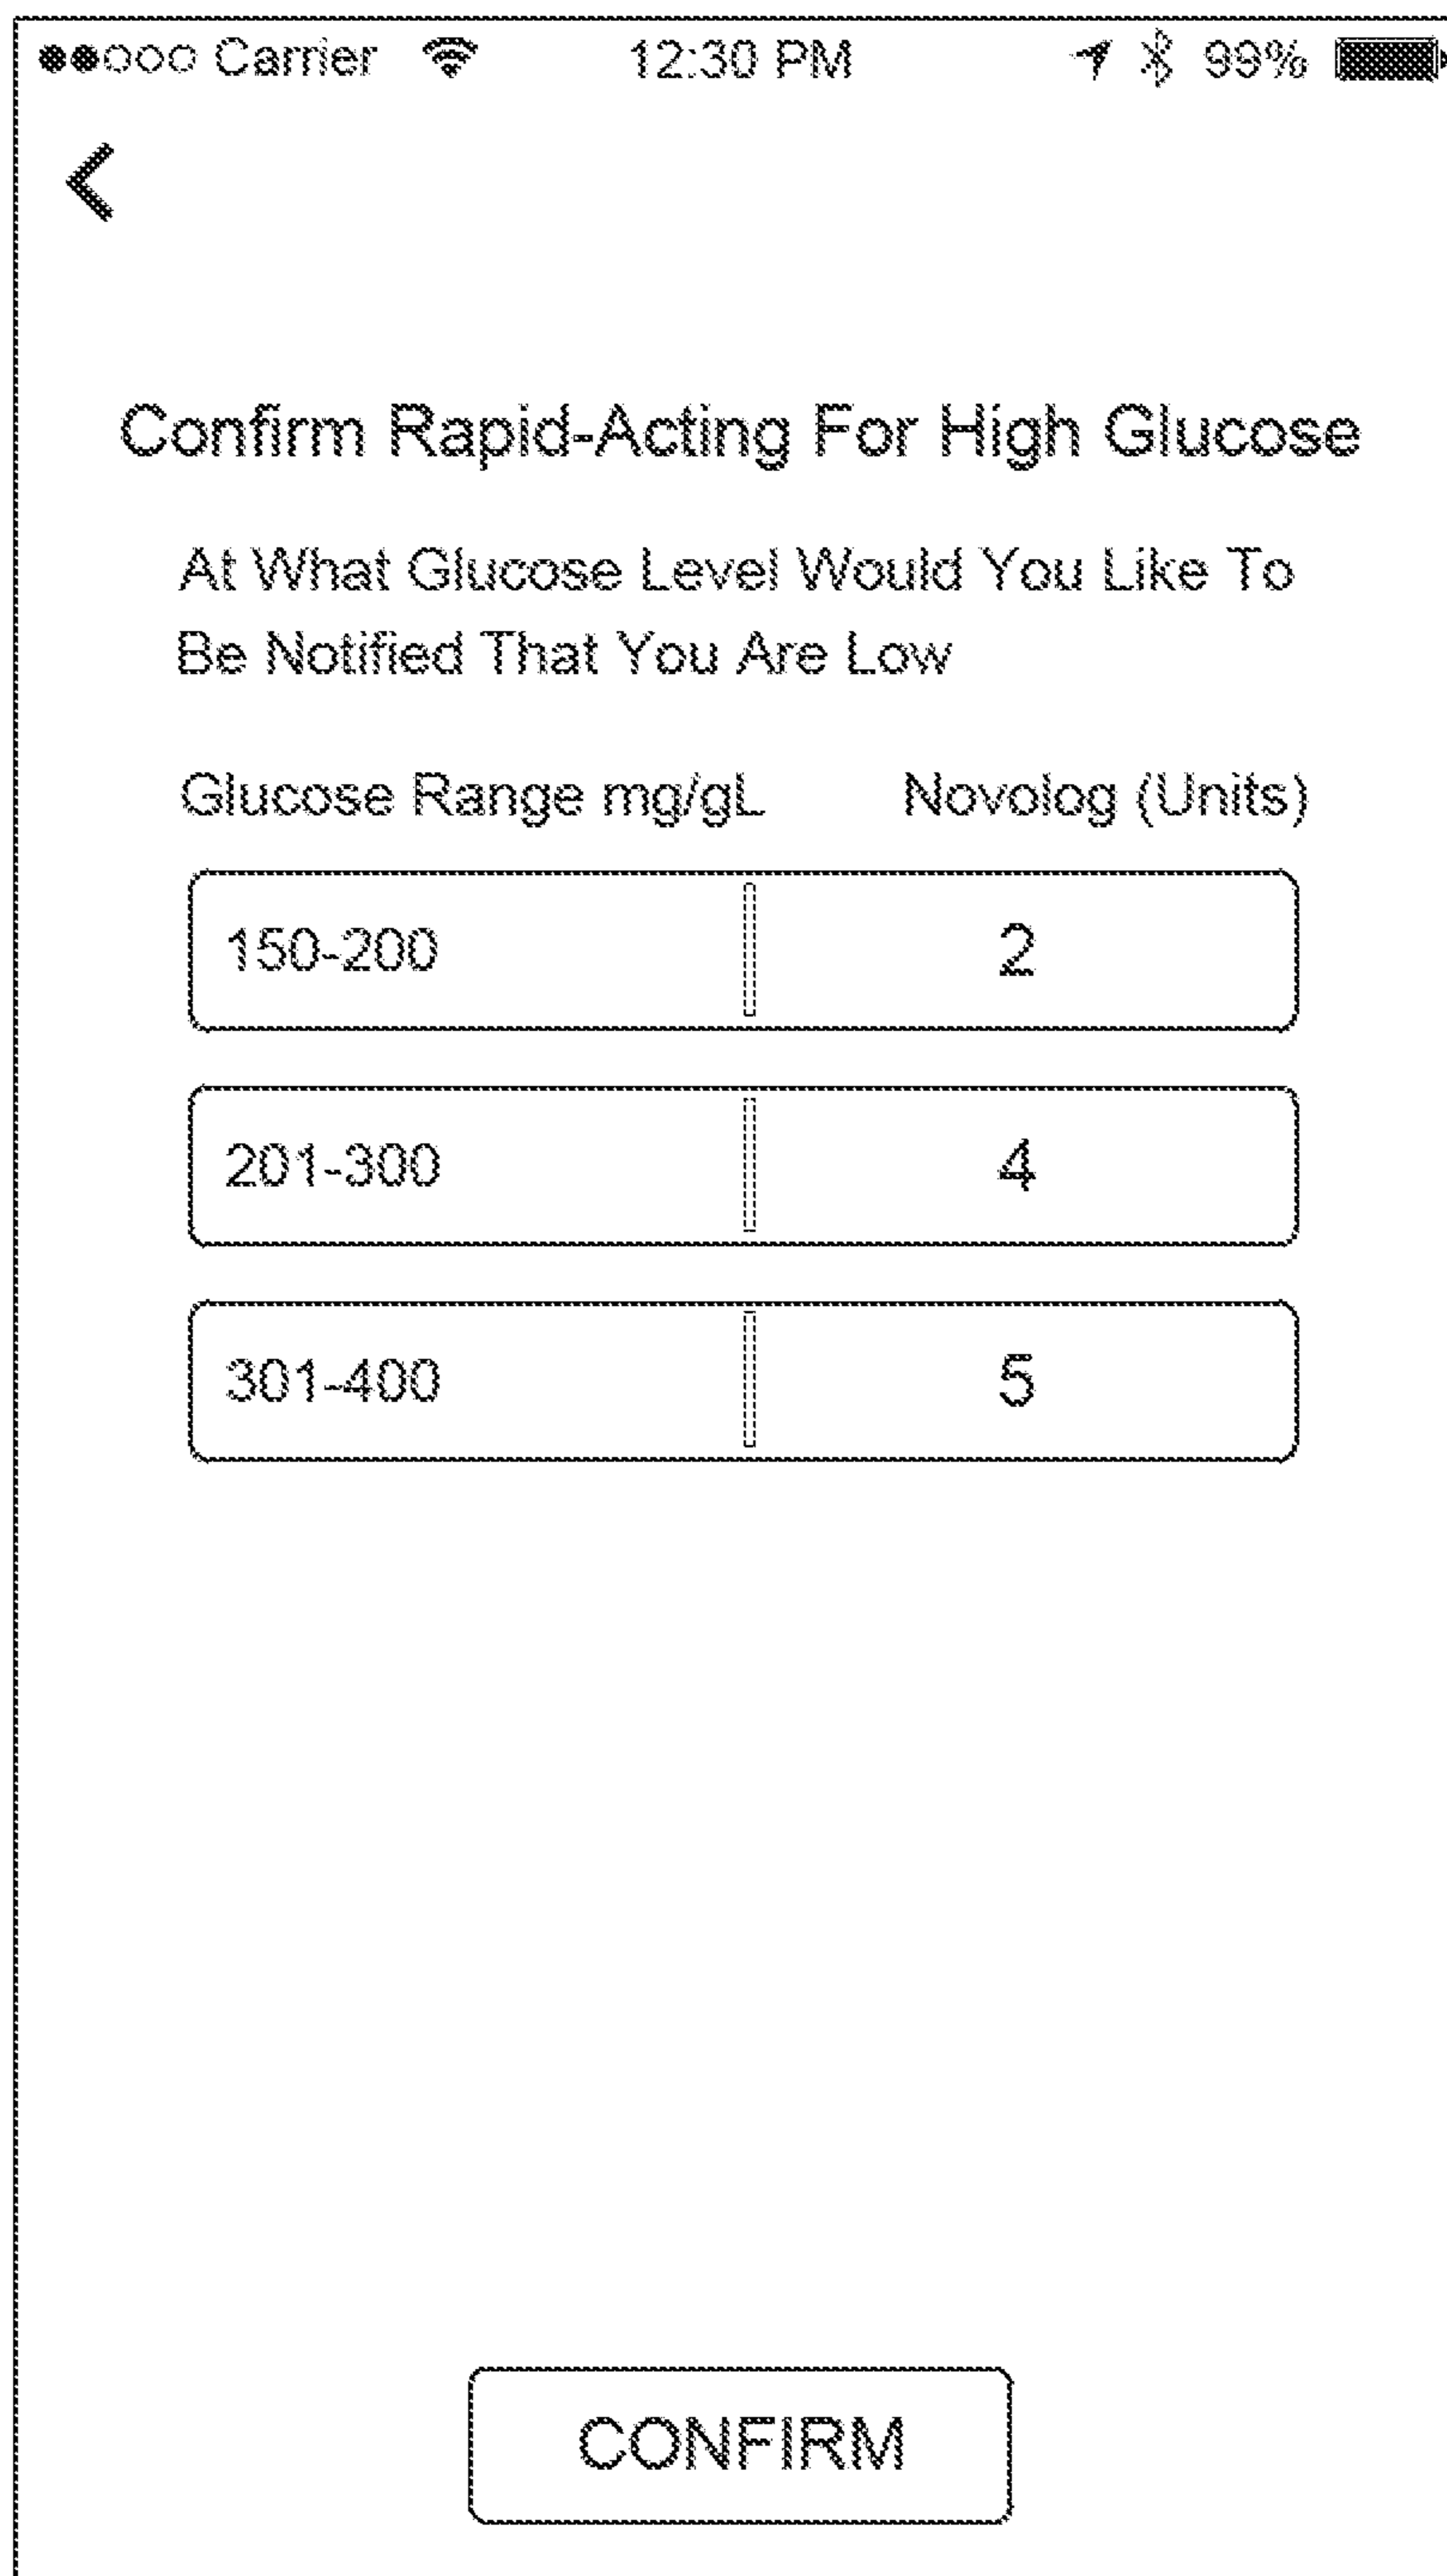 Carrier 12:30 PM 99%
Confirm Rapid-Acting For High Glucose
At What Glucose Level Would You Like To
Be Notified That You Are Low
Glucose Range mg/gL Novolog (Units)
150-200 2
201-300 4
301-400 5
CONFIRM